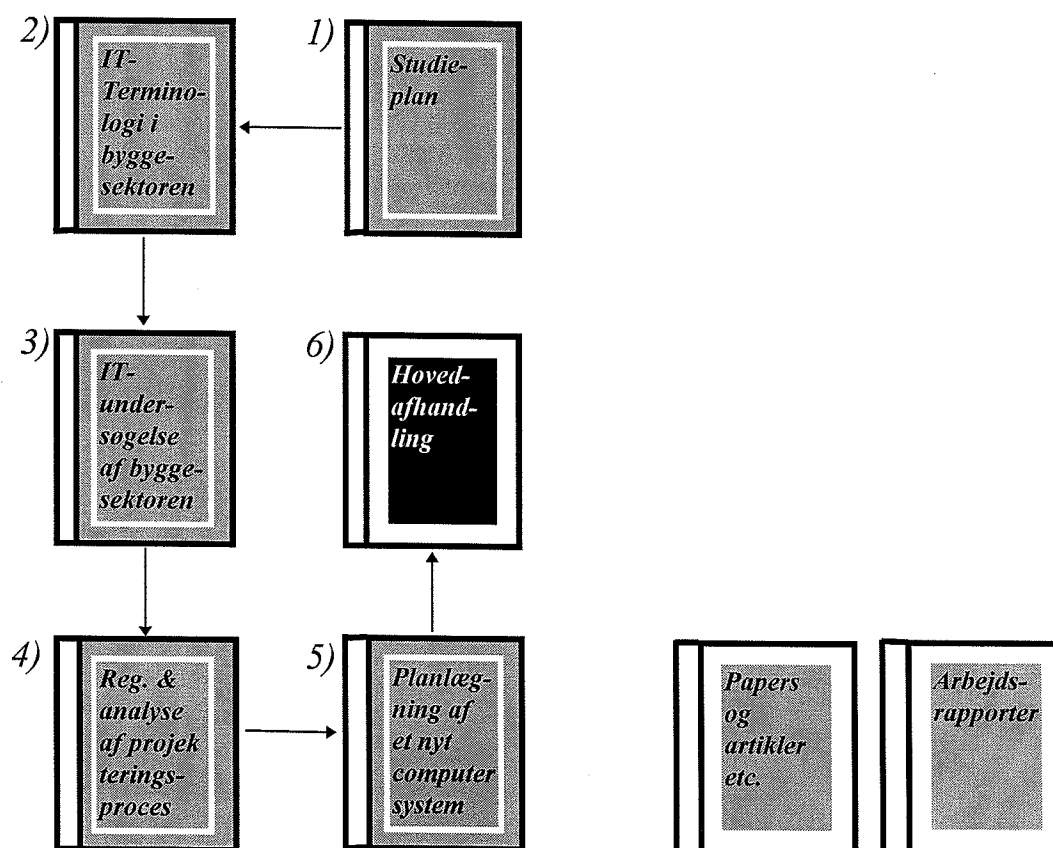 1)
Studie-
plan
2)
IT-
Termino-
logi i
bygge-
sektoren
3)
IT-
under-
søgelse
af bygge-
sektoren
4)
Reg. &
analyse
af projek
terings-
proces
5)
Planlæg-
ning af
et nyt
computer
system
6)
Hoved-
afhand-
ling
Papers
og
artikler
etc.
Arbejds-
rapporter